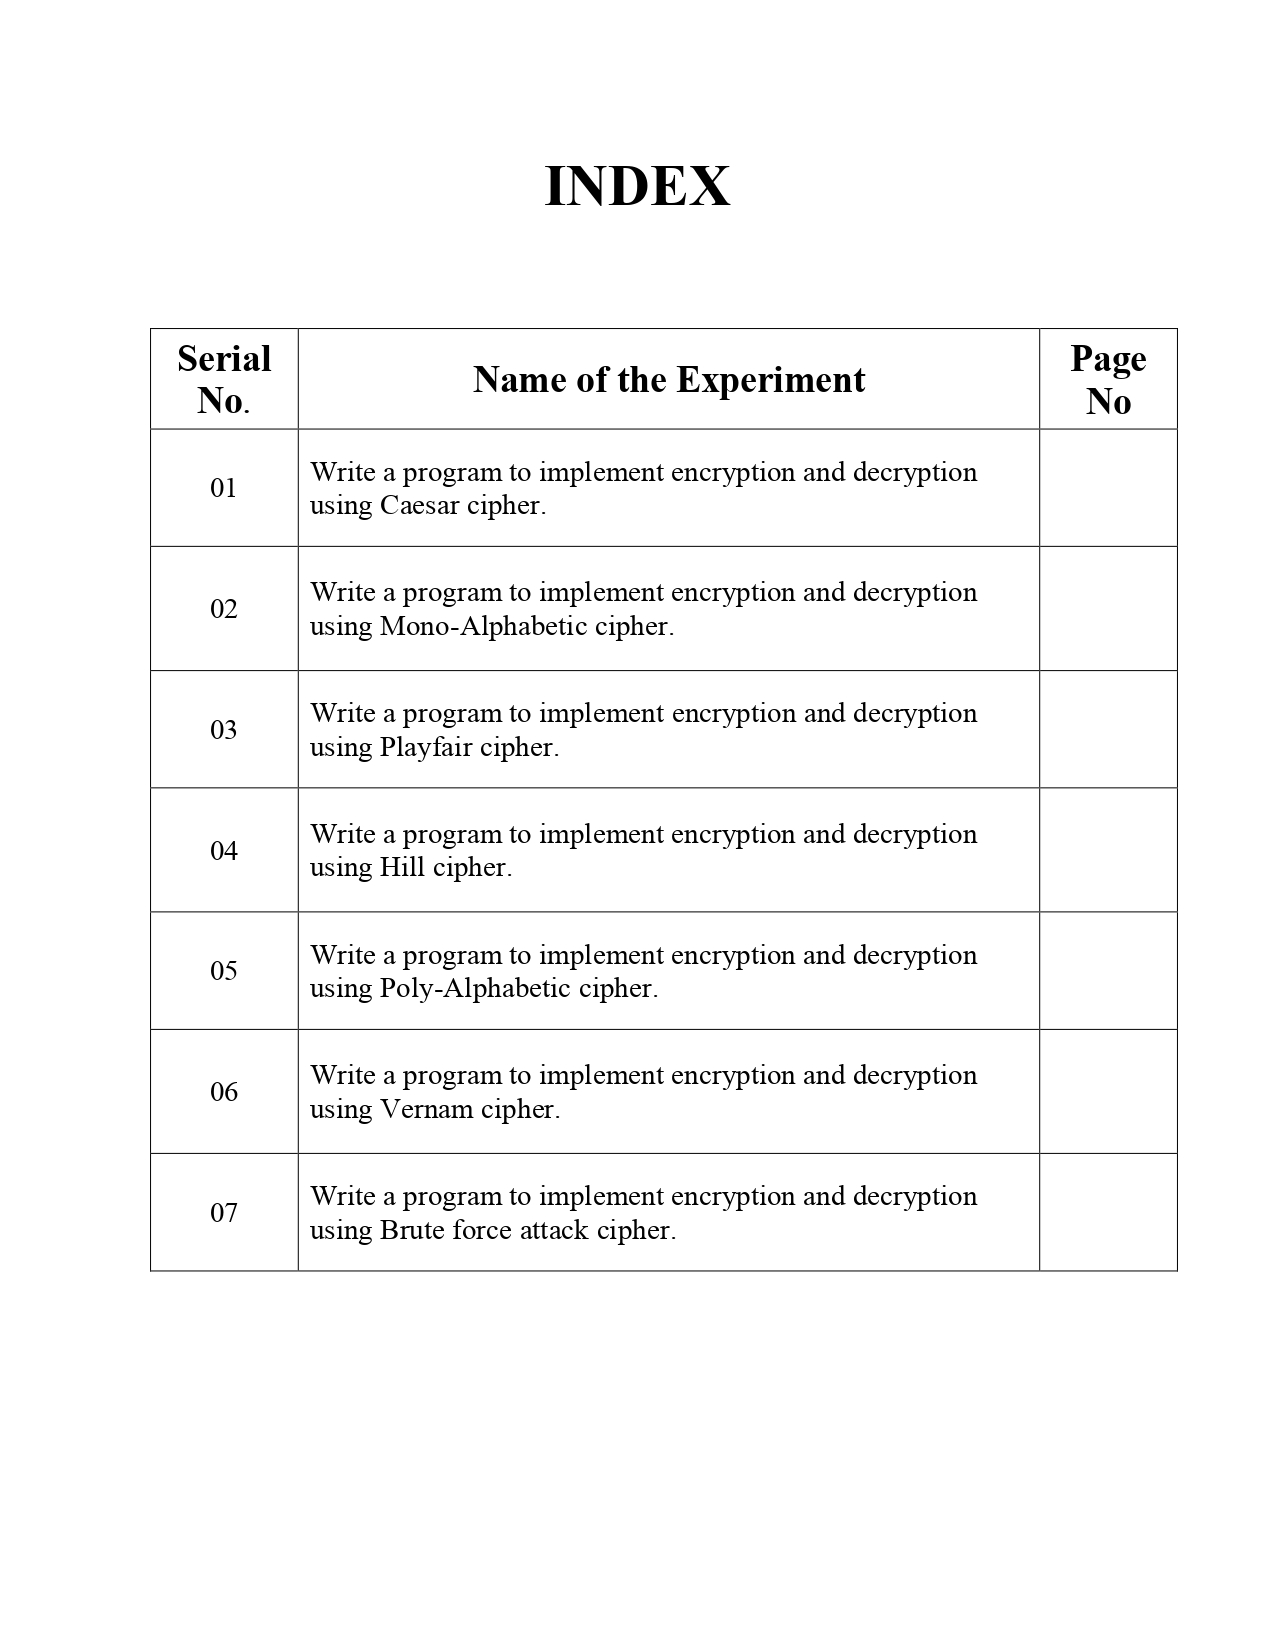 INDEX
Serial
No.
Name of the Experiment
Page
No
01
Write a program to implement encryption and decryption
using Caesar cipher.
02
Write a program to implement encryption and decryption
using Mono-Alphabetic cipher.
03
Write a program to implement encryption and decryption
using Playfair cipher.
04
Write a program to implement encryption and decryption
using Hill cipher.
05
Write a program to implement encryption and decryption
using Poly-Alphabetic cipher.
06
Write a program to implement encryption and decryption
using Vernam cipher.
07
Write a program to implement encryption and decryption
using Brute force attack cipher.